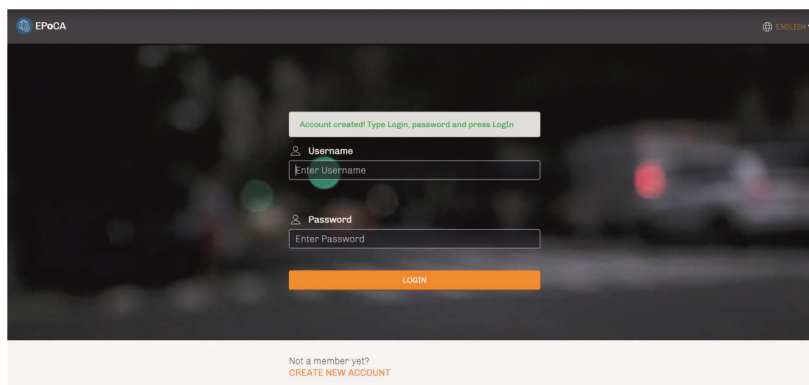 EPoCA
ENGLISH
Account created! Type Login, password and press LogIn
Username
Enter Username
Password
Enter Password
LOGIN
Not a member yet?
CREATE NEW ACCOUNT